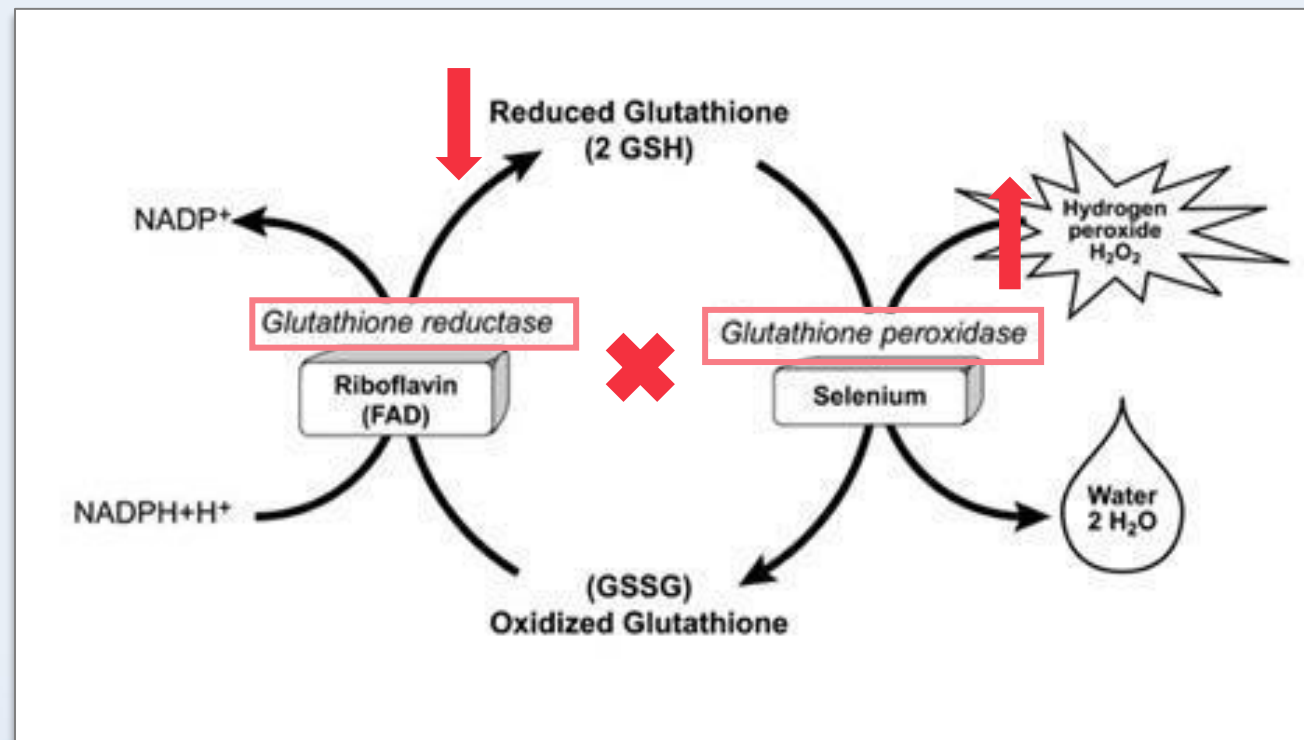 Reduced Glutathione
(2 GSH)
NADP⁺
Hydrogen
peroxide
H₂O₂
Glutathione reductase
Glutathione peroxidase
Riboflavin
(FAD)
Selenium
NADPH+H⁺
Water
2 H₂O
(GSSG)
Oxidized Glutathione